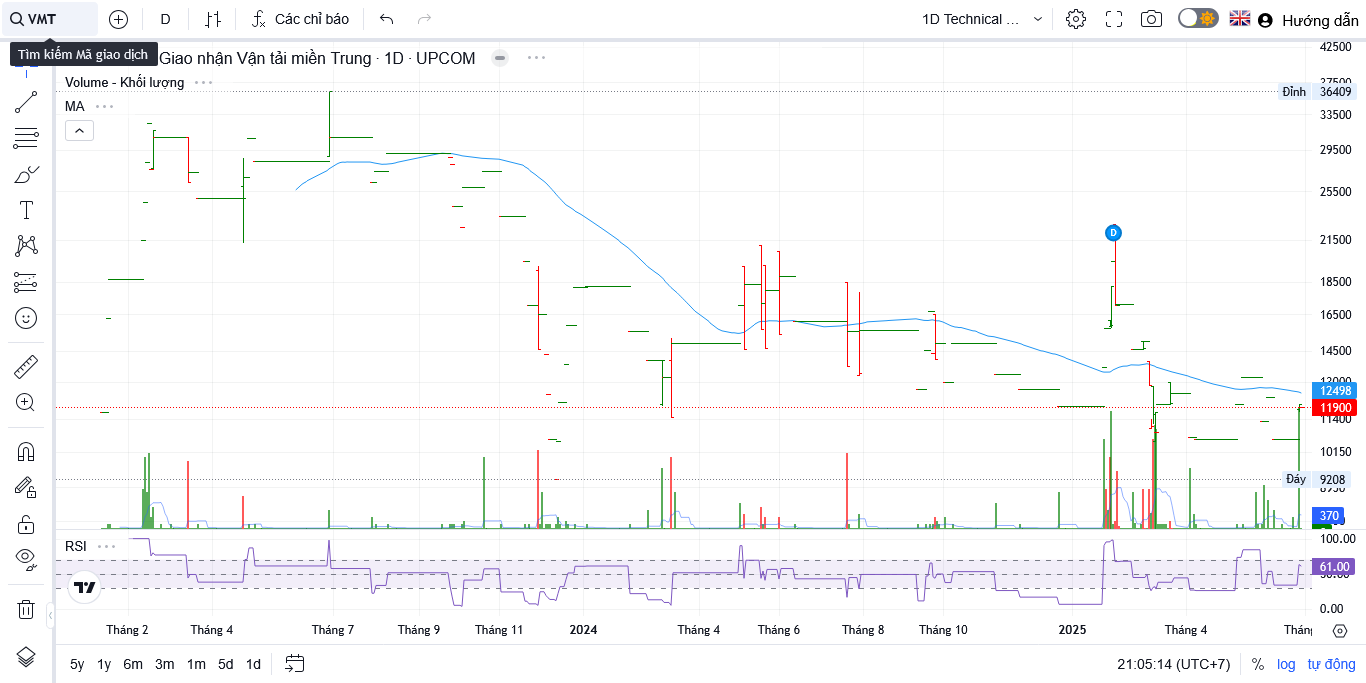 VMT
D
Các chỉ báo
1D Technical ...
Hướng dẫn
Tìm kiếm Mã giao dịch
Giao nhận Vận tải miền Trung · 1D · UPCOM
Volume - Khối lượng
MA
42500
37500
Đỉnh 36409
33500
29500
25500
21500
D
18500
16500
14500
13000
12498
11900
11400
10150
Đáy 9208
370
RSI
100.00
61.00
50.00
0.00
Tháng 2
Tháng 4
Tháng 7
Tháng 9
Tháng 11
2024
Tháng 4
Tháng 6
Tháng 8
Tháng 10
2025
Tháng 4
5y 1y 6m 3m 1m 5d 1d
21:05:14 (UTC+7)
% log tự động